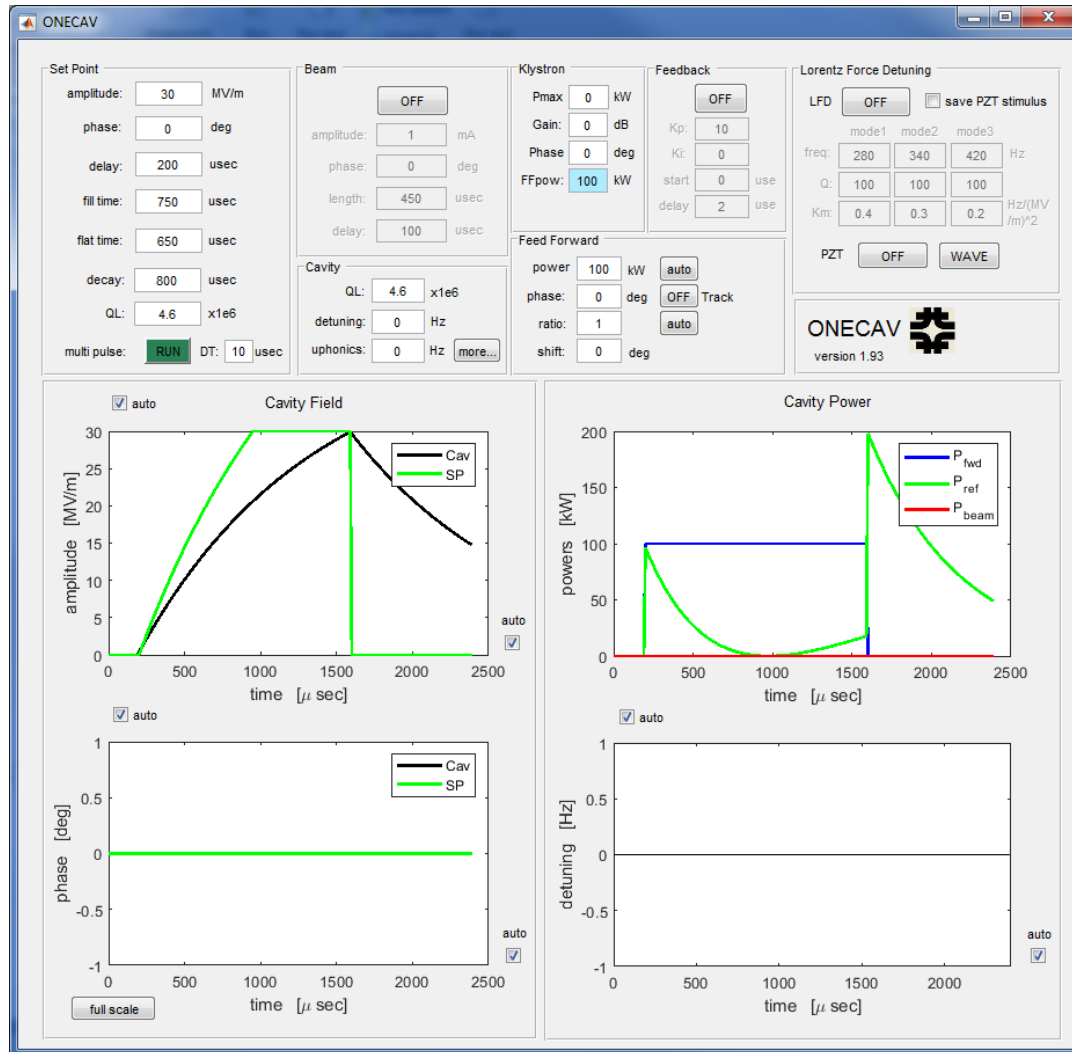 ONECAV
Set Point
amplitude: 30 MV/m
phase: 0 deg
delay: 200 usec
fill time: 750 usec
flat time: 650 usec
decay: 800 usec
QL: 4.6 x1e6
multi pulse: RUN DT: 10 usec
Beam
OFF
amplitude: 1 mA
phase: 0 deg
length: 450 usec
delay: 100 usec
Cavity
QL: 4.6 x1e6
detuning: 0 Hz
uphonics: 0 Hz more...
Klystron
Pmax 0 kW
Gain: 0 dB
Phase 0 deg
FFpow: 100 kW
Feedback
OFF
Kp: 10
Ki: 0
start 0 use
delay 2 use
Feed Forward
power 100 kW auto
phase: 0 deg OFF Track
ratio: 1 auto
shift: 0 deg
Lorentz Force Detuning
LFD OFF save PZT stimulus
mode1 mode2 mode3
freq: 280 340 420 Hz
Q: 100 100 100
Km: 0.4 0.3 0.2 Hz/(MV
/m)^2
PZT OFF WAVE
ONECAV
version 1.93
auto
Cavity Field
30
25
20
15
10
5
0
amplitude [MV/m]
Cav
SP
auto
0 500 1000 1500 2000 2500
time [μ sec]
auto
1
0.5
0
-0.5
-1
phase [deg]
Cav
SP
auto
0 500 1000 1500 2000 2500
time [μ sec]
full scale
Cavity Power
200
150
100
50
0
powers [kW]
P_fwd
P_ref
P_beam
0 500 1000 1500 2000 2500
time [μ sec]
auto
1
0.5
0
-0.5
-1
detuning [Hz]
auto
0 500 1000 1500 2000
time [μ sec]